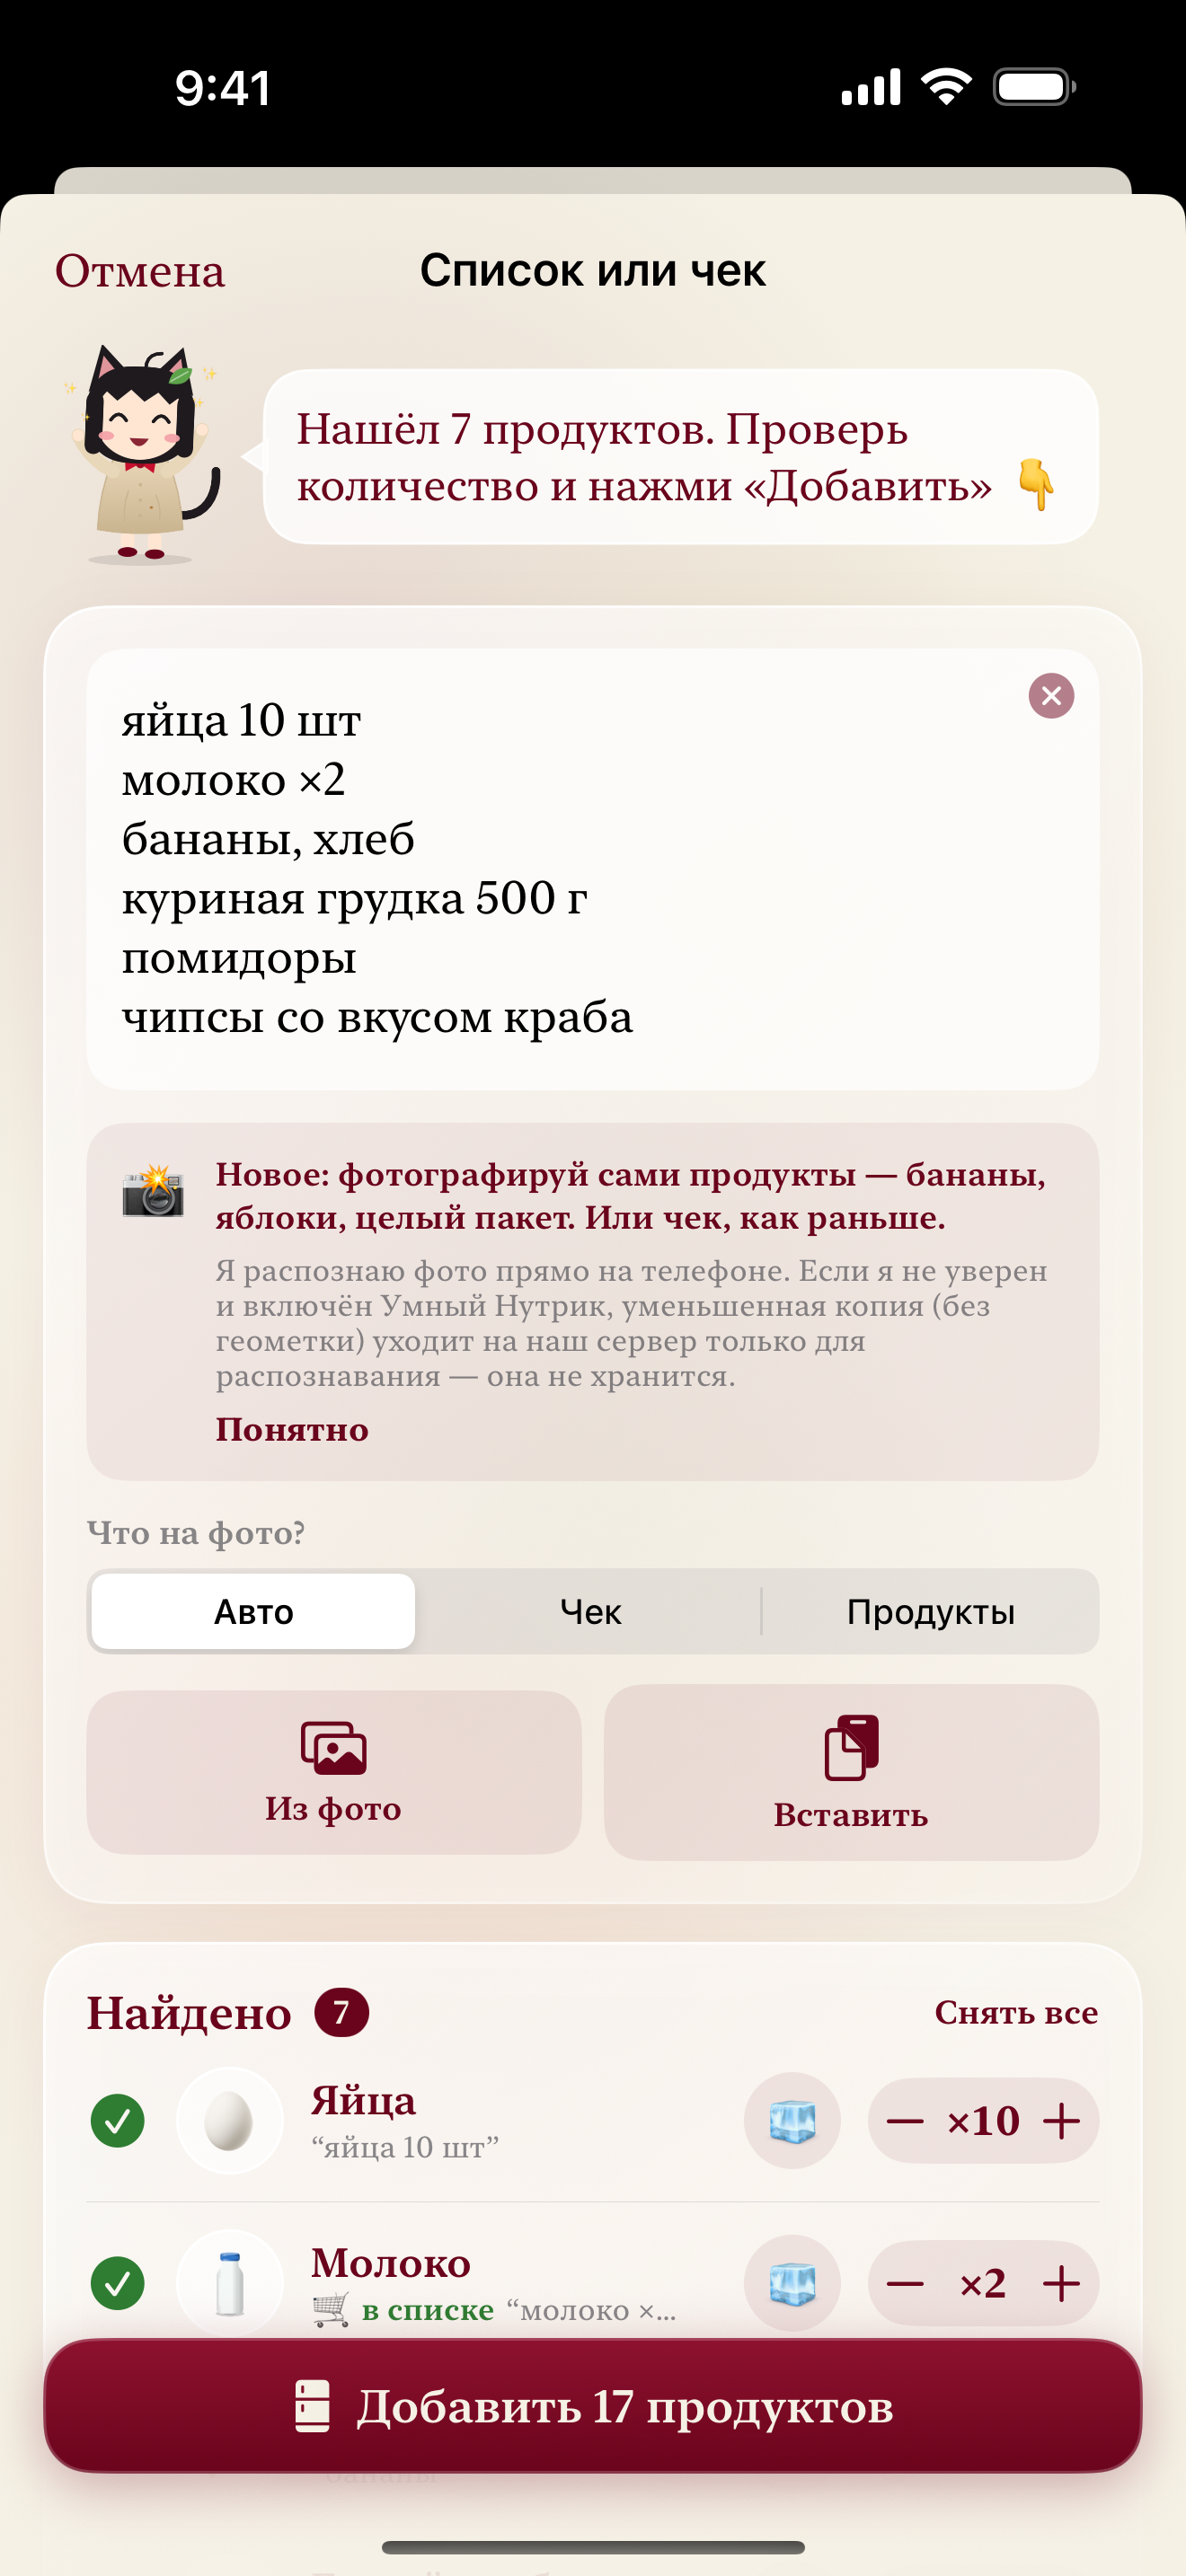 9:41
Отмена
Список или чек
Нашёл 7 продуктов. Проверь
количество и нажми «Добавить» 👇
яйца 10 шт
молоко ×2
бананы, хлеб
куриная грудка 500 г
помидоры
чипсы со вкусом краба
Новое: фотографируй сами продукты — бананы,
яблоки, целый пакет. Или чек, как раньше.
Я распознаю фото прямо на телефоне. Если я не уверен
и включён Умный Нутрик, уменьшенная копия (без
геометки) уходит на наш сервер только для
распознавания — она не хранится.
Понятно
Что на фото?
Авто
Чек
Продукты
Из фото
Вставить
Найдено 7
Снять все
Яйца
“яйца 10 шт”
×10
Молоко
в списке “молоко ×...
×2
Добавить 17 продуктов